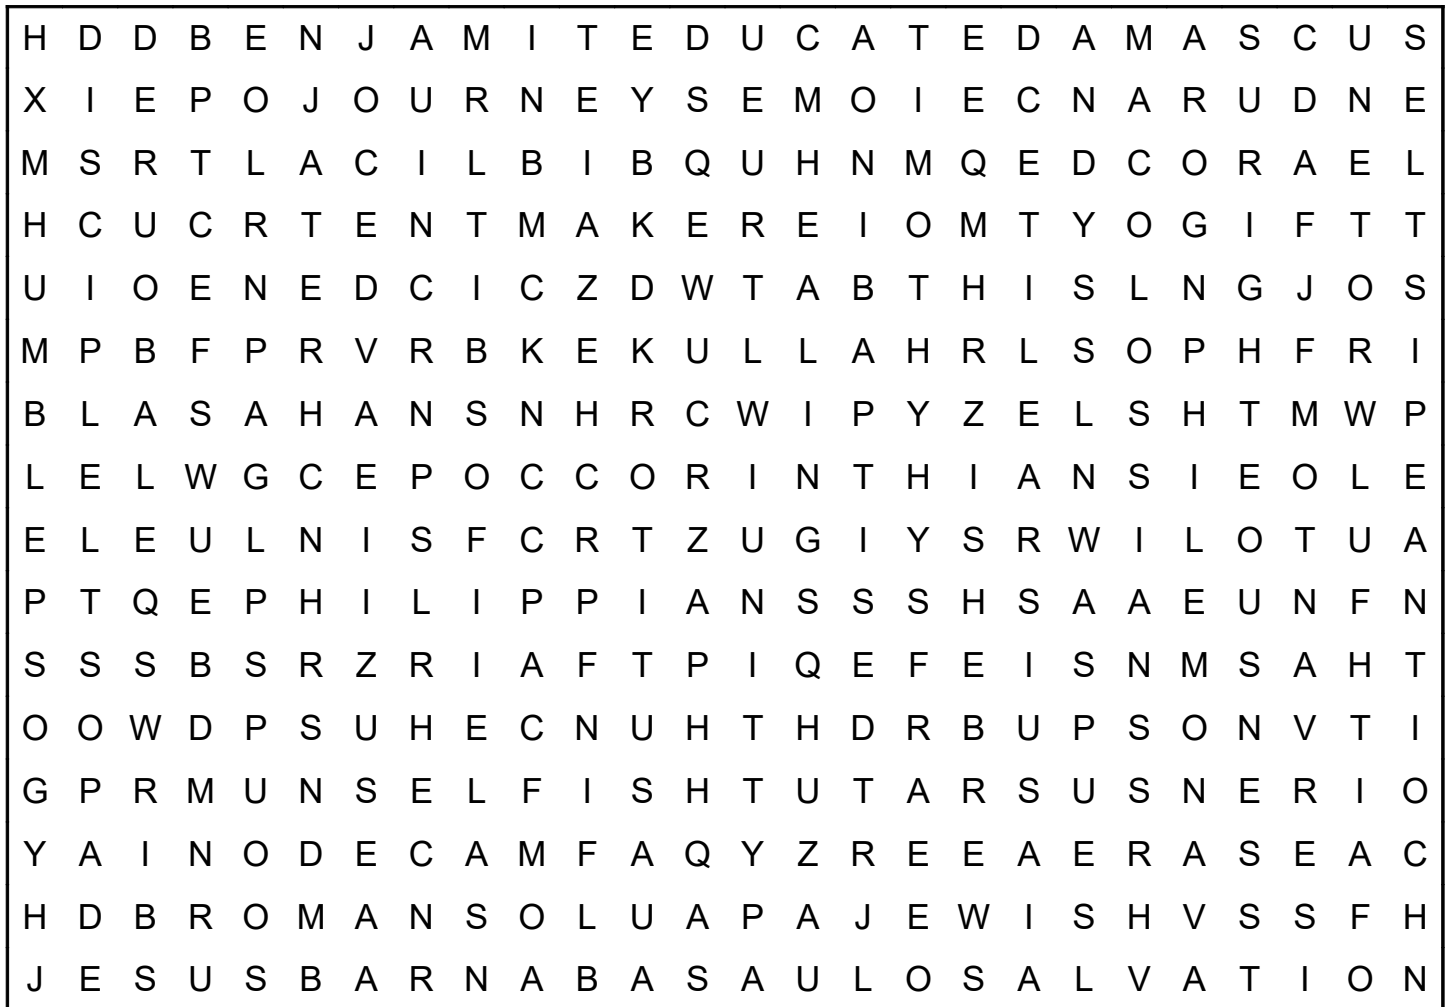 H D D B E N J A M I T E D U C A T E D A M A S C U S
X I E P O J O U R N E Y S E M O I E C N A R U D N E
M S R T L A C I L B I B Q U H N M Q E D C O R A E L
H C U C R T E N T M A K E R E I O M T Y O G I F T T
U I O E N E D C I C Z D W T A B T H I S L N G J O S
M P B F P R V R B K E K U L L A H R L S O P H F R I
B L A S A H A N S N H R C W I P Y Z E L S H T M W P
L E L W G C E P O C C O R I N T H I A N S I E O L E
E L E U L N I S F C R T Z U G I Y S R W I L O T U A
P T Q E P H I L I P P I A N S S S H S A A E U N F N
S S S B S R Z R I A F T P I Q E F E I S N M S A H T
O O W D P S U H E C N U H T H D R B U P S O N V T I
G P R M U N S E L F I S H T U T A R S U S N E R I O
Y A I N O D E C A M F A Q Y Z R E E A E R A S E A C
H D B R O M A N S O L U A P A J E W I S H V S S F H
J E S U S B A R N A B A S A U L O S A L V A T I O N